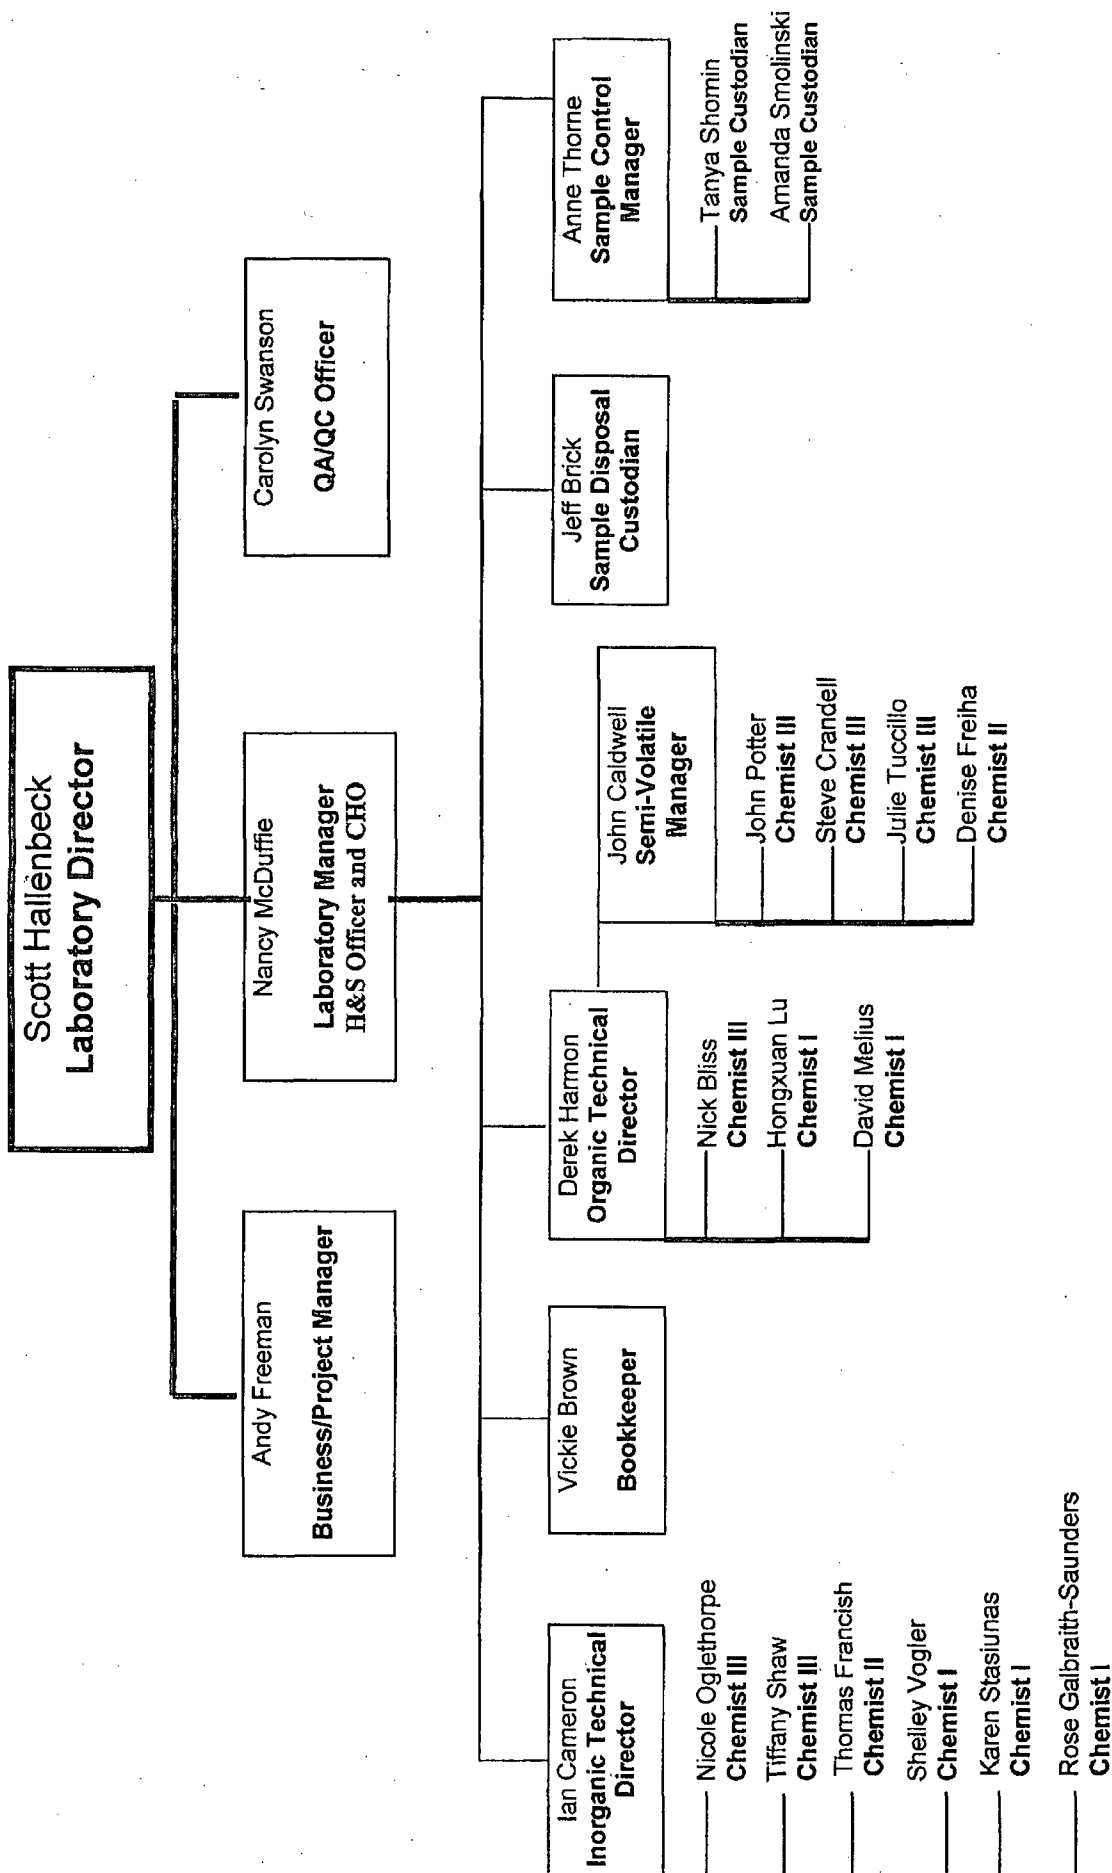 Scott Hallenbeck
Laboratory Director
Andy Freeman
Business/Project Manager
Nancy McDuffie
Laboratory Manager
H&S Officer and CHO
Carolyn Swanson
QA/QC Officer
Ian Cameron
Inorganic Technical
Director
Nicole Oglethorpe
Chemist III
Tiffany Shaw
Chemist III
Thomas Francish
Chemist II
Shelley Vogler
Chemist I
Karen Stasiunas
Chemist I
Rose Galbraith-Saunders
Chemist I
Vickie Brown
Bookkeeper
Derek Harmon
Organic Technical
Director
Nick Bliss
Chemist III
Hongxuan Lu
Chemist I
David Melius
Chemist I
John Caldwell
Semi-Volatile
Manager
John Potter
Chemist III
Steve Crandell
Chemist III
Julie Tuccillo
Chemist III
Denise Freiha
Chemist II
Jeff Brick
Sample Disposal
Custodian
Anne Thorne
Sample Control
Manager
Tanya Shomin
Sample Custodian
Amanda Smolinski
Sample Custodian